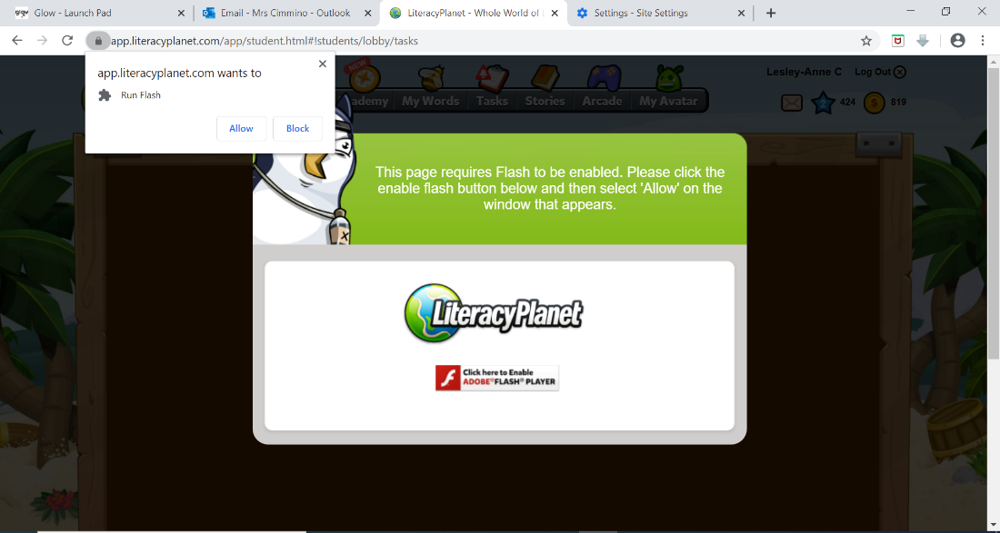 Glow - Launch Pad
Email - Mrs Cimmino - Outlook
LiteracyPlanet - Whole World of
Settings - Site Settings
app.literacyplanet.com/app/student.html#!students/lobby/tasks
app.literacyplanet.com wants to
Run Flash
Allow
Block
NEW
ademy
My Words
Tasks
Stories
Arcade
My Avatar
Lesley-Anne C
Log Out
424
819
This page requires Flash to be enabled. Please click the
enable flash button below and then select 'Allow' on the
window that appears.
LiteracyPlanet
Click here to Enable
ADOBE® FLASH® PLAYER